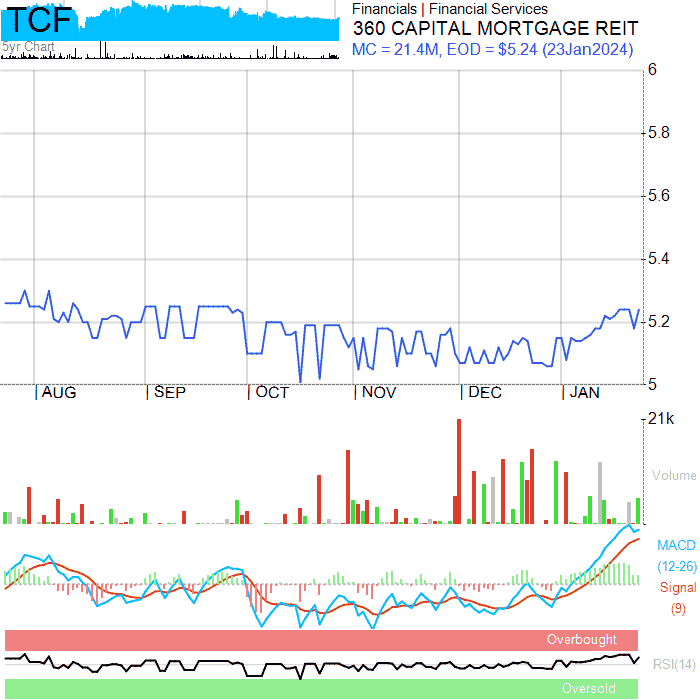 TCF
5yr Chart
Financials | Financial Services
360 CAPITAL MORTGAGE REIT
MC = 21.4M, EOD = $5.24 (23Jan2024)
6
5.8
5.6
5.4
5.2
5
AUG
SEP
OCT
NOV
DEC
JAN
21k
Volume
MACD
(12-26)
Signal
(9)
Overbought
RSI(14)
Oversold